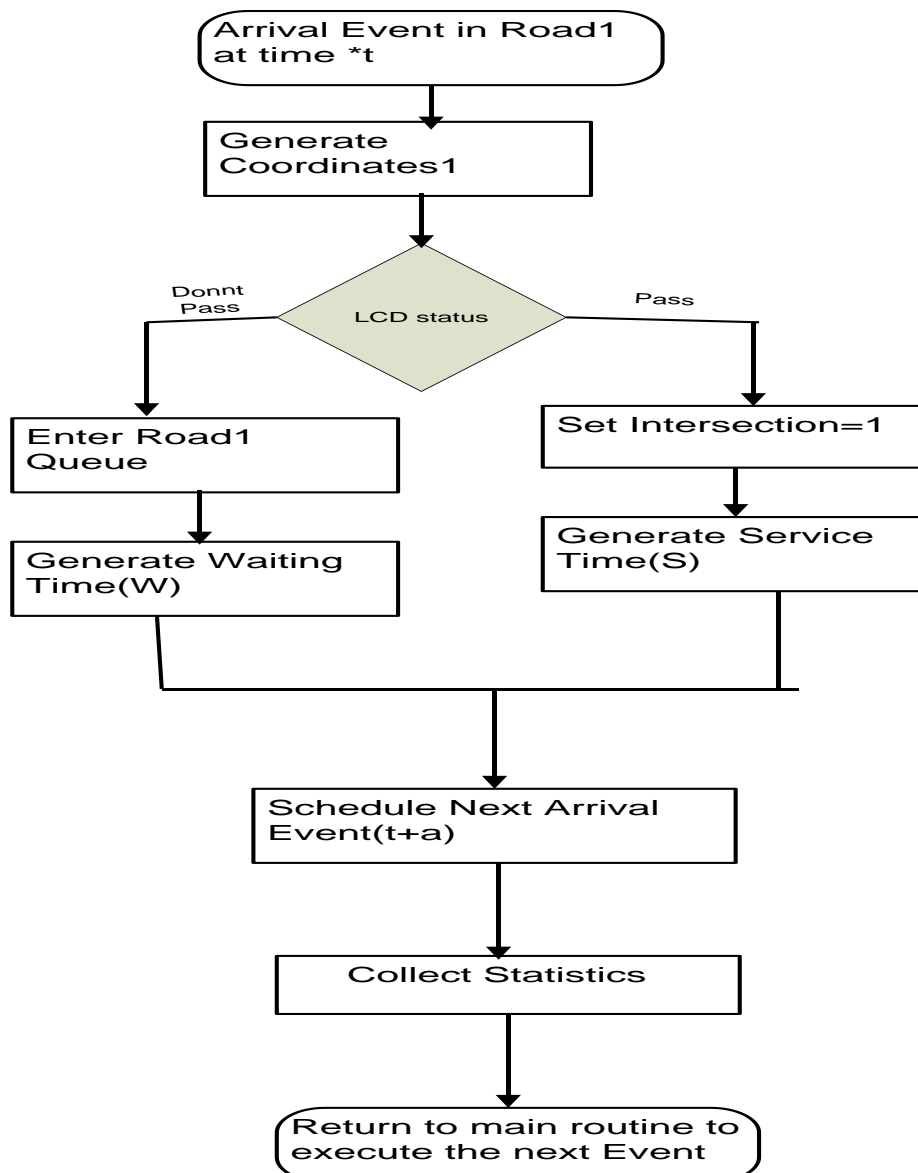 Arrival Event in Road1
at time *t
Generate
Coordinates1
LCD status
Donnt
Pass
Pass
Enter Road1
Queue
Generate Waiting
Time(W)
Set Intersection=1
Generate Service
Time(S)
Schedule Next Arrival
Event(t+a)
Collect Statistics
Return to main routine to
execute the next Event